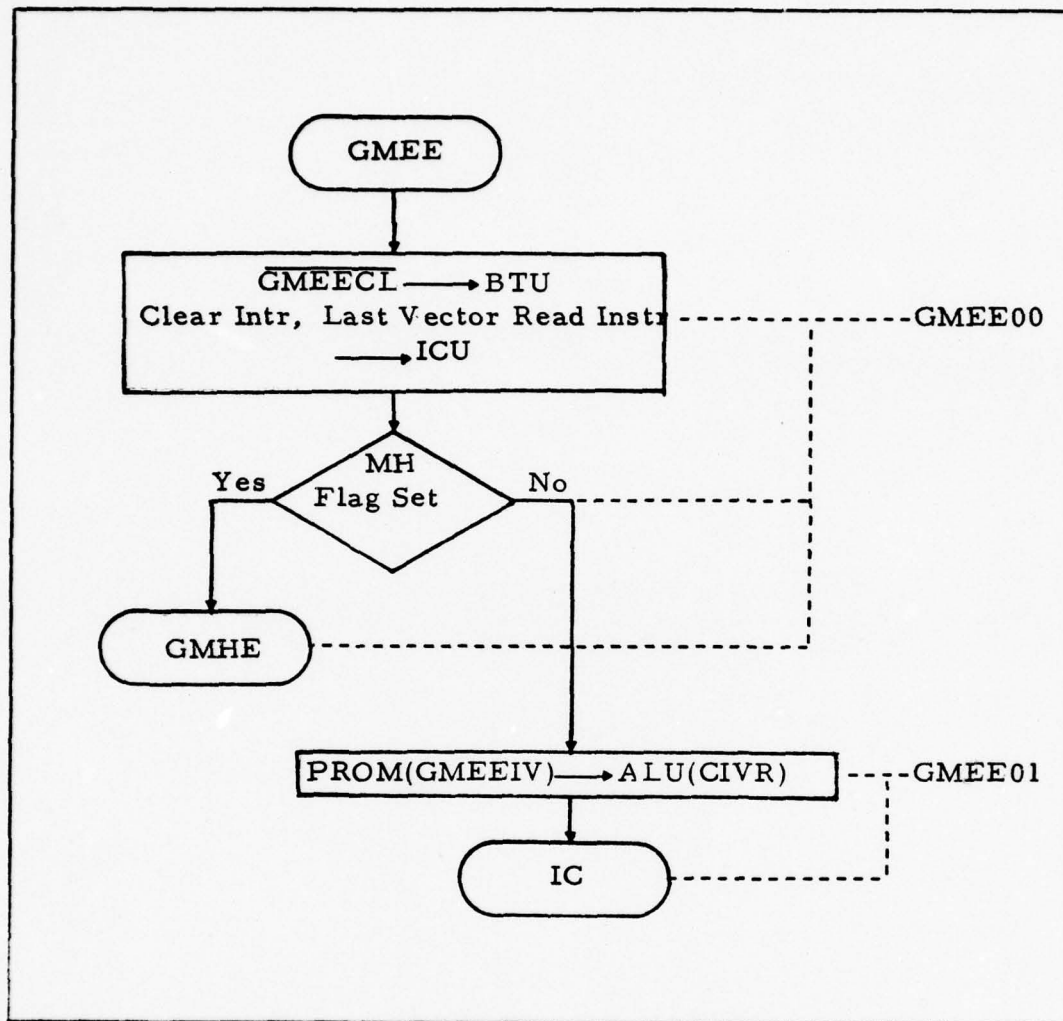 GMEE
G̅M̅E̅E̅C̅L̅ ⟶ BTU
Clear Intr, Last Vector Read Instr
⟶ ICU
GMEE00
MH
Flag Set
Yes
No
GMHE
PROM(GMEEIV) ⟶ ALU(CIVR)
GMEE01
IC